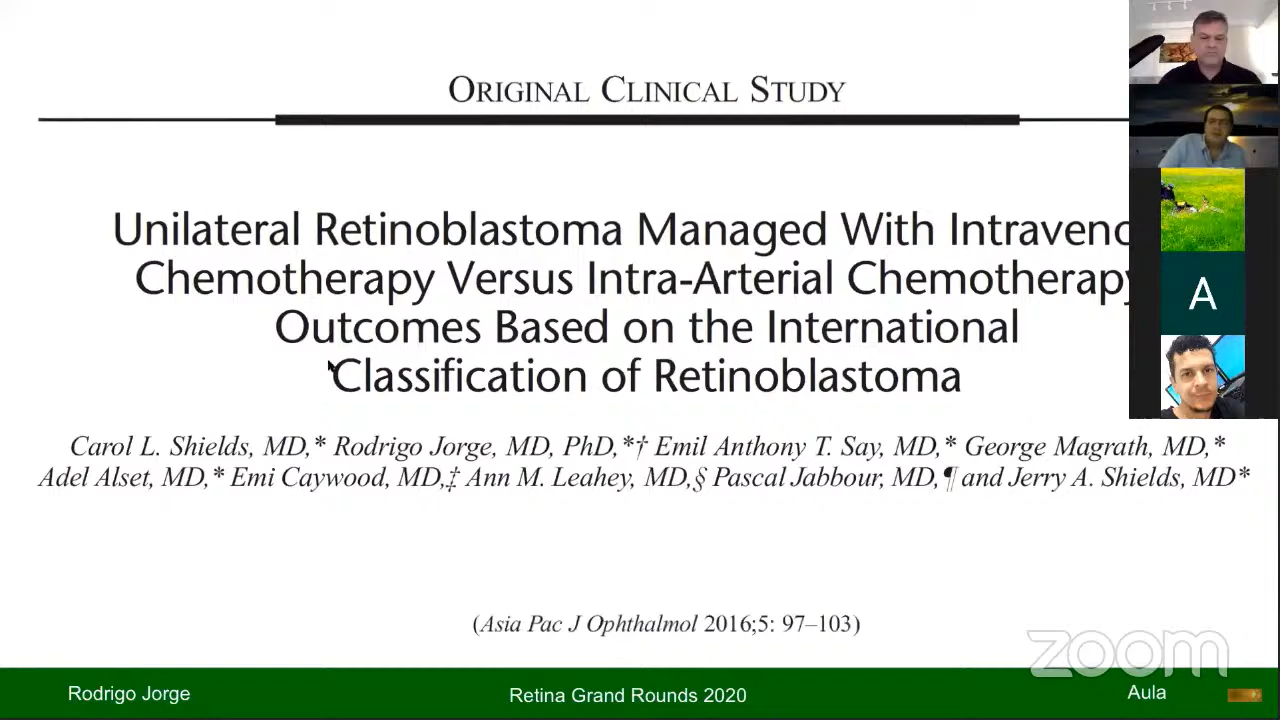 ORIGINAL CLINICAL STUDY
Unilateral Retinoblastoma Managed With
Chemotherapy Versus Intra-Arterial Chemotherapy
Outcomes Based on the International
Classification of Retinoblastoma
Carol L. Shields, MD,* Rodrigo Jorge, MD, PhD,*† Emil Anthony T. Say, MD,* George Magrath, MD,*
Adel Alset, MD,* Emi Caywood, MD,‡ Ann M. Leahey, MD,§ Pascal Jabbour, MD,¶ and Jerry A. Shields, MD*
(Asia Pac J Ophthalmol 2016;5: 97–103)
A
zoom
Rodrigo Jorge
Retina Grand Rounds 2020
Aula